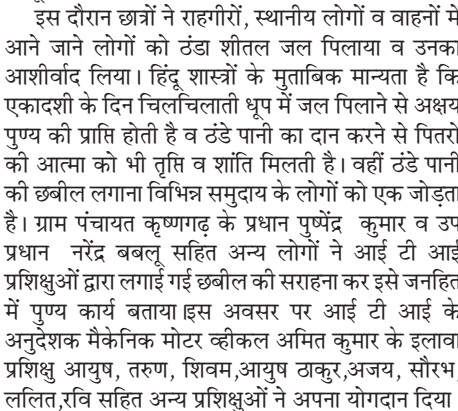 इस दौरान छात्रों ने राहगीरों, स्थानीय लोगों व वाहनों में
आने जाने लोगों को ठंडा शीतल जल पिलाया व उनका
आशीर्वाद लिया। हिंदू शास्त्रों के मुताबिक मान्यता है कि
एकादशी के दिन चिलचिलाती धूप में जल पिलाने से अक्षय
पुण्य की प्राप्ति होती है व ठंडे पानी का दान करने से पितरों
की आत्मा को भी तृप्ति व शांति मिलती है। वहीं ठंडे पानी
की छबील लगाना विभिन्न समुदाय के लोगों को एक जोड़ता
है। ग्राम पंचायत कृष्णगढ़ के प्रधान पुष्पेंद्र कुमार व उप
प्रधान नरेंद्र बबलू सहित अन्य लोगों ने आई टी आई
प्रशिक्षुओं द्वारा लगाई गई छबील की सराहना कर इसे जनहित
में पुण्य कार्य बताया।इस अवसर पर आई टी आई के
अनुदेशक मैकेनिक मोटर व्हीकल अमित कुमार के इलावा
प्रशिक्षु आयुष, तरुण, शिवम,आयुष ठाकुर,अजय, सौरभ
ललित,रवि सहित अन्य प्रशिक्षुओं ने अपना योगदान दिया